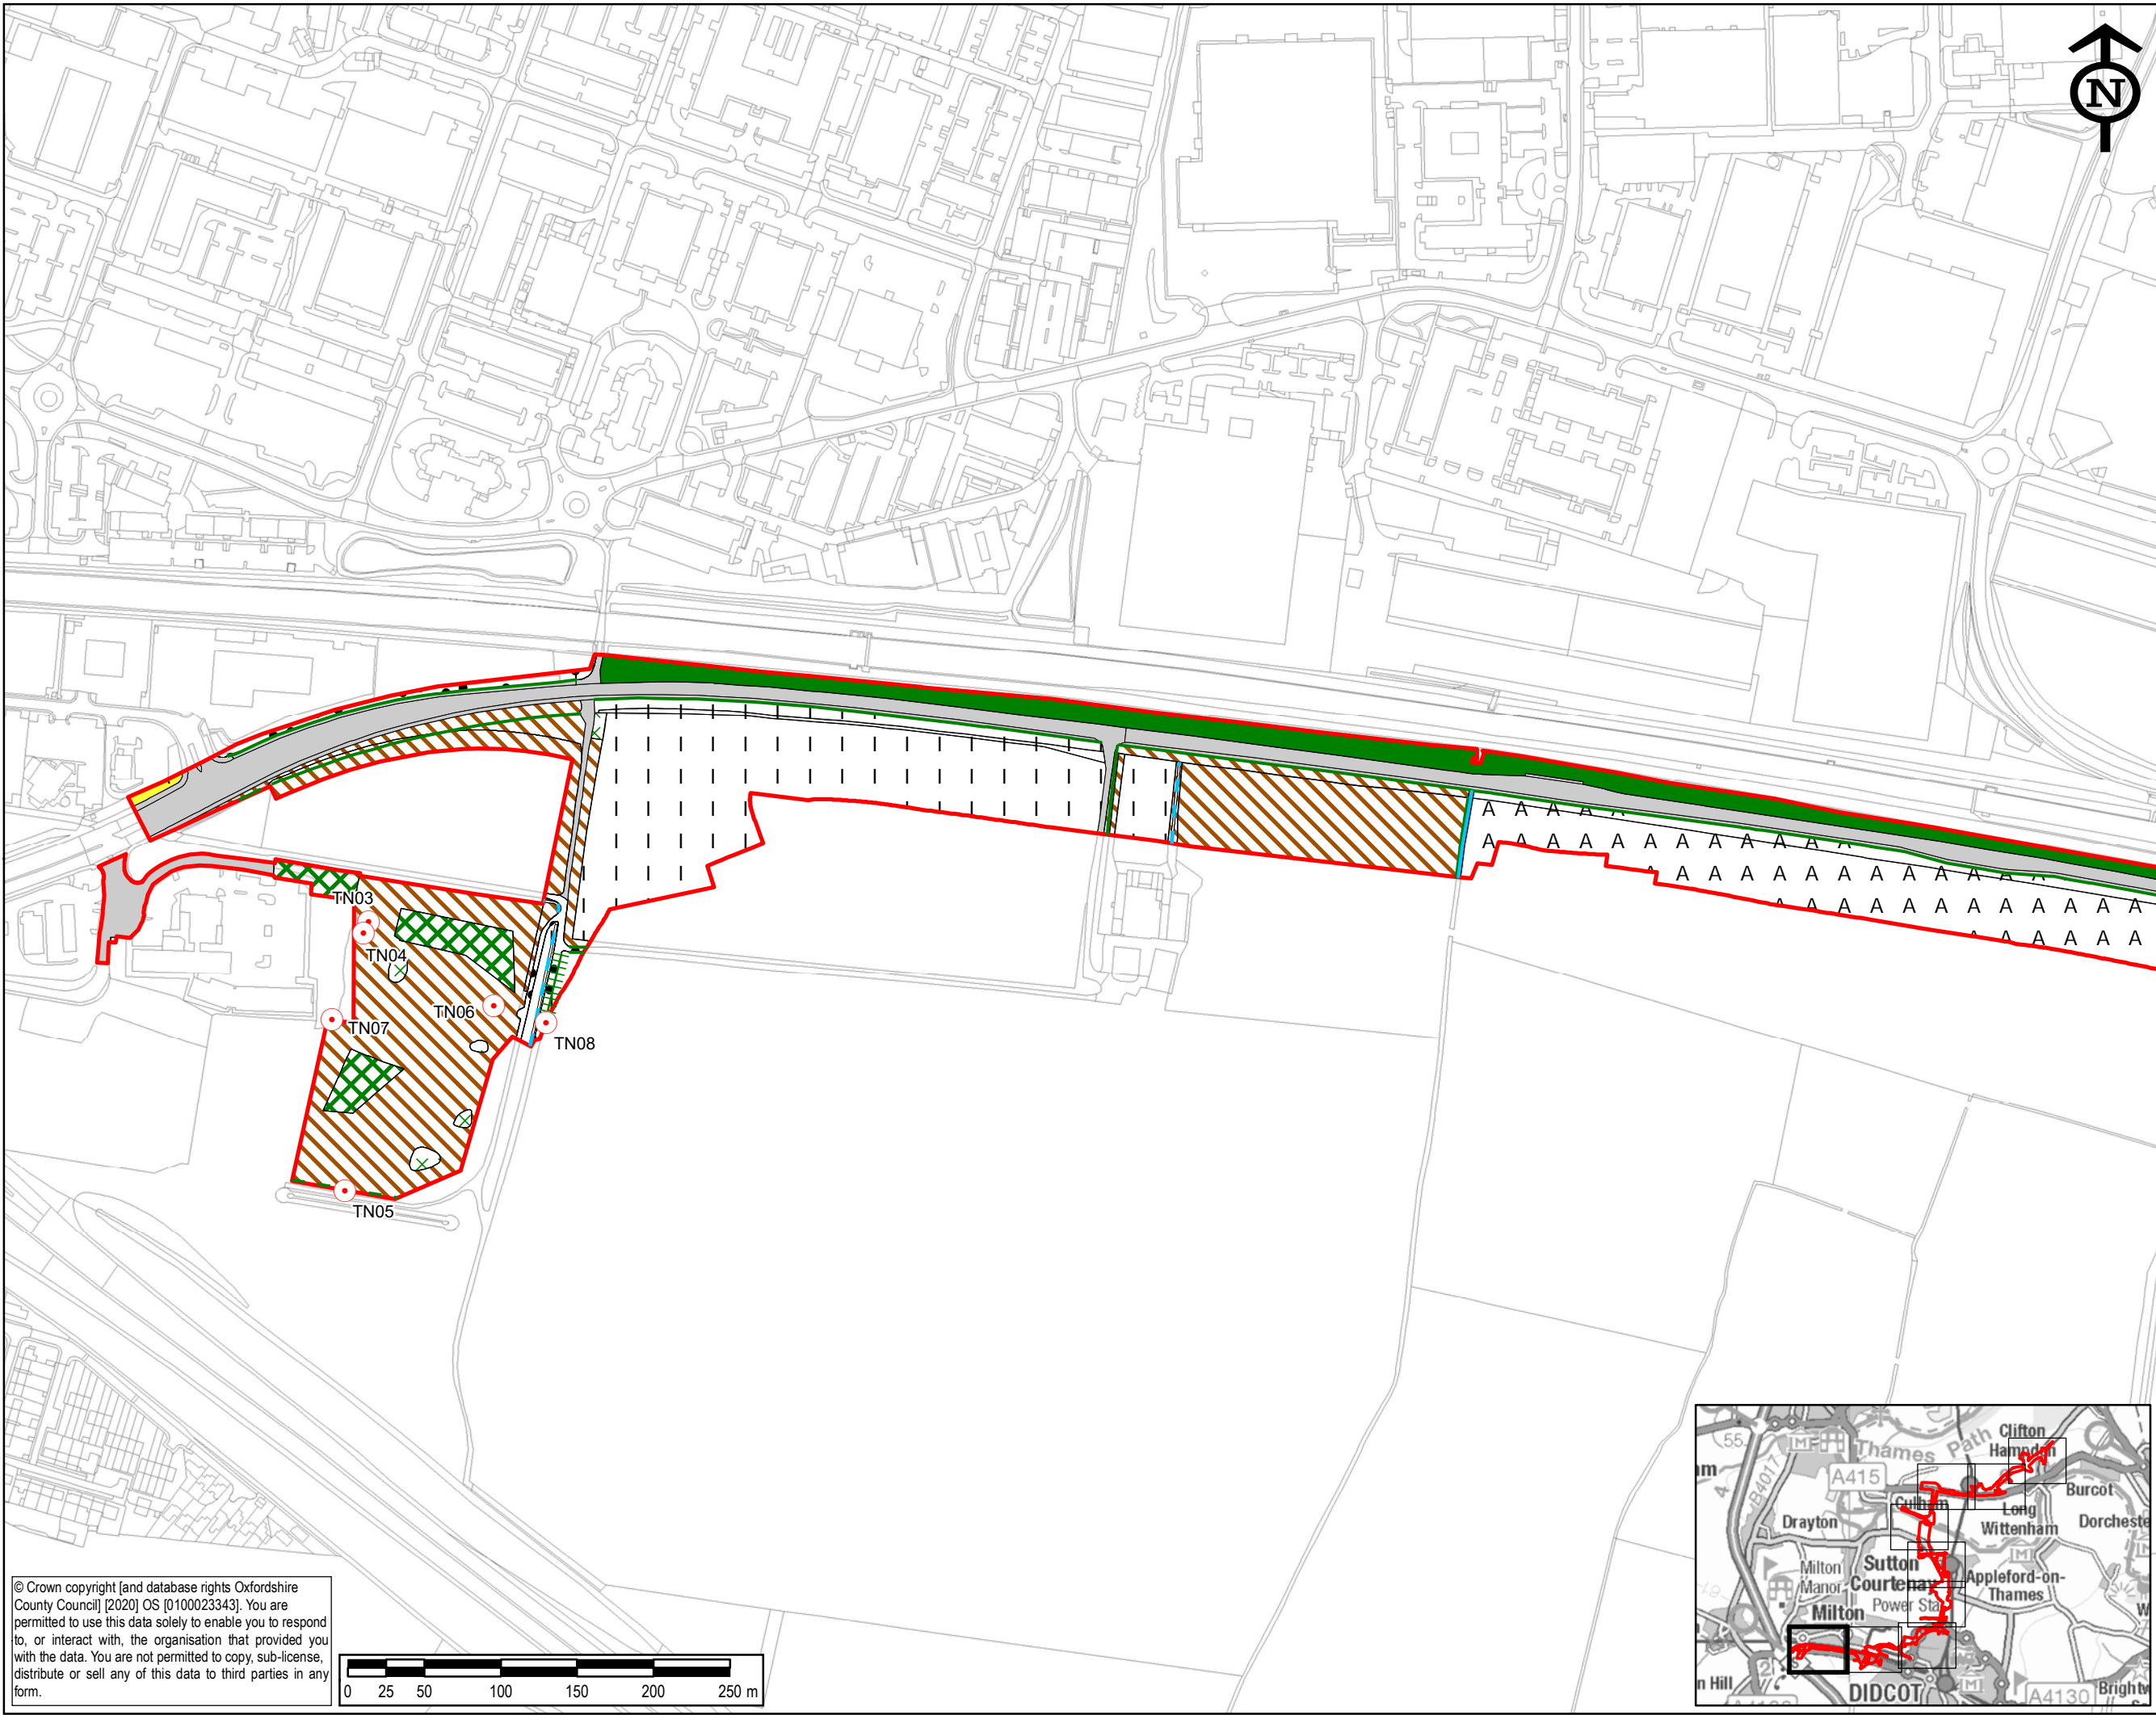 N
TN03
TN04
TN06
TN07
TN08
TN05
© Crown copyright [and database rights Oxfordshire
County Council] [2020] OS [0100023343]. You are
permitted to use this data solely to enable you to respond
to, or interact with, the organisation that provided you
with the data. You are not permitted to copy, sub-license,
distribute or sell any of this data to third parties in any
form.
0 25 50 100 150 200 250 m
Clifton
Hampden
Thames Path
A415
B4017
Burcot
Culham
Long
Wittenham
Drayton
Dorcheste
Milton
Manor
Sutton
Courtenay
Appleford-on-
Thames
Power Sta
Milton
n Hill
DIDCOT
A4130
Brightw